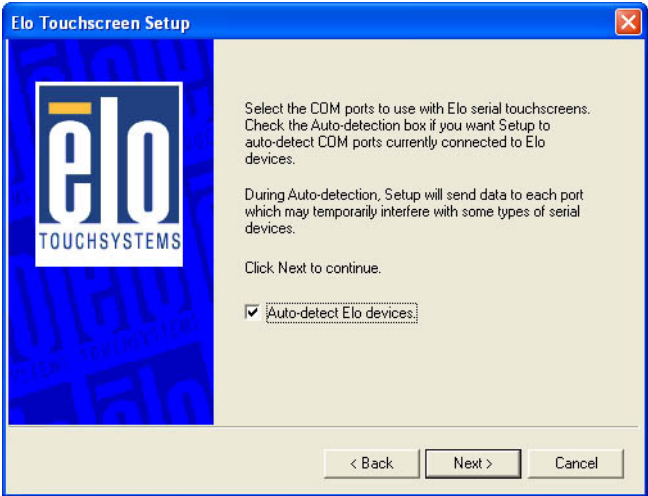 Elo Touchscreen Setup
elo
TOUCHSYSTEMS
Select the COM ports to use with Elo serial touchscreens.
Check the Auto-detection box if you want Setup to
auto-detect COM ports currently connected to Elo
devices.
During Auto-detection, Setup will send data to each port
which may temporarily interfere with some types of serial
devices.
Click Next to continue.
Auto-detect Elo devices.
< Back
Next >
Cancel